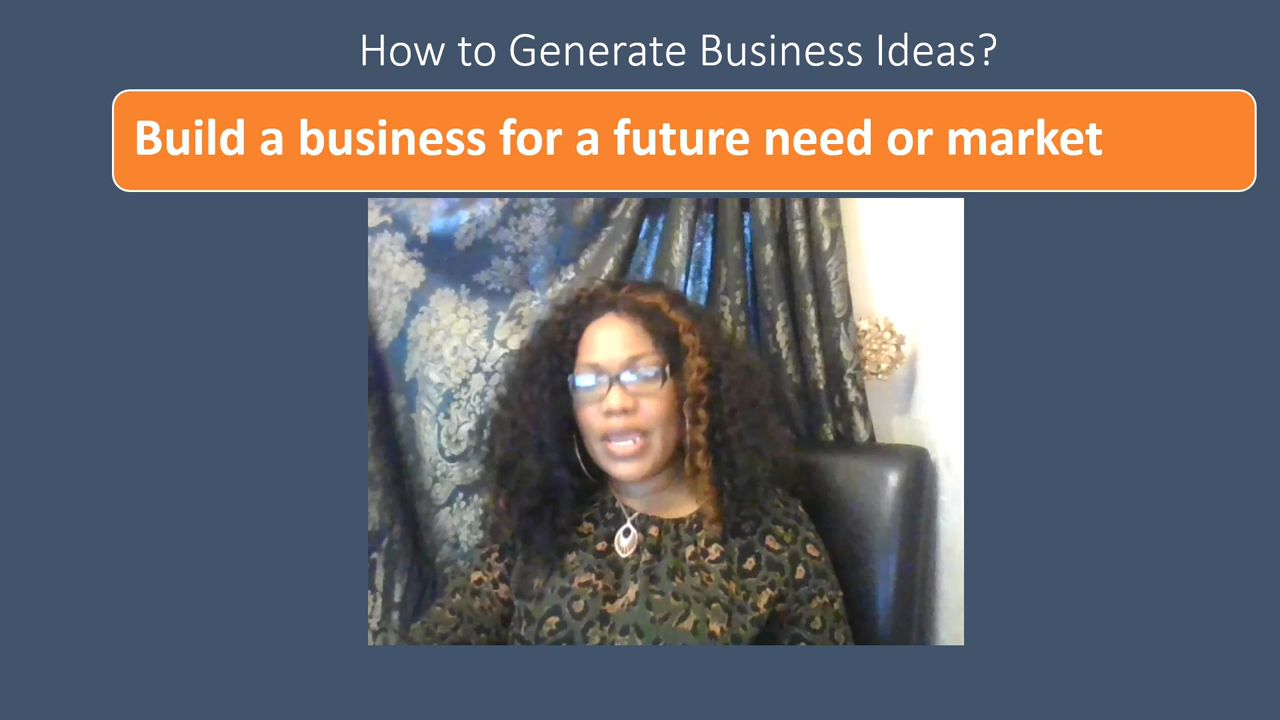 How to Generate Business Ideas?
Build a business for a future need or market